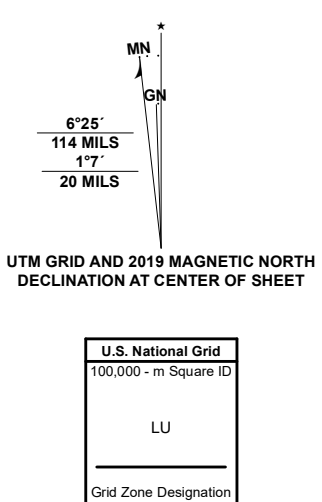 ★
MN
GN
6°25´
114 MILS
1°7´
20 MILS
UTM GRID AND 2019 MAGNETIC NORTH
DECLINATION AT CENTER OF SHEET
U.S. National Grid
100,000 - m Square ID
LU
Grid Zone Designation